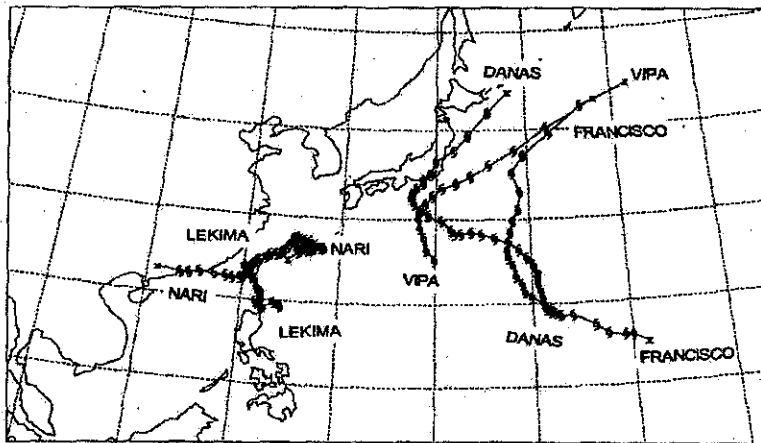 DANAS
VIPA
FRANCISCO
LEKIMA
NARI
VIPA
NARI
LEKIMA
DANAS
FRANCISCO